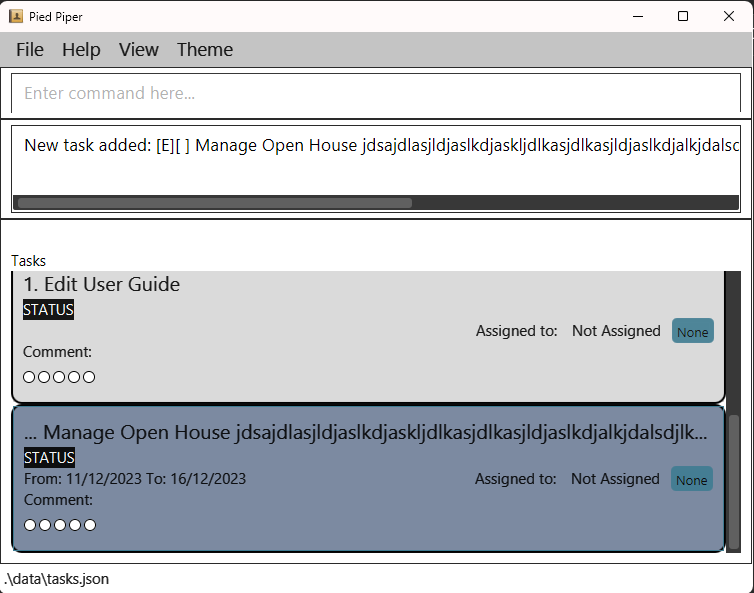 Pied Piper
File Help View Theme
Enter command here...
New task added: [E][ ] Manage Open House jdsajdlasjldjaslkdjaskljdlkasjdlkasjldjaslkdjalkjdalsc
Tasks
1. Edit User Guide
STATUS
Assigned to: Not Assigned None
Comment:
... Manage Open House jdsajdlasjldjaslkdjaskljdlkasjdlkasjldjaslkdjalkjdalsdjlk...
STATUS
From: 11/12/2023 To: 16/12/2023 Assigned to: Not Assigned None
Comment:
.\data\tasks.json